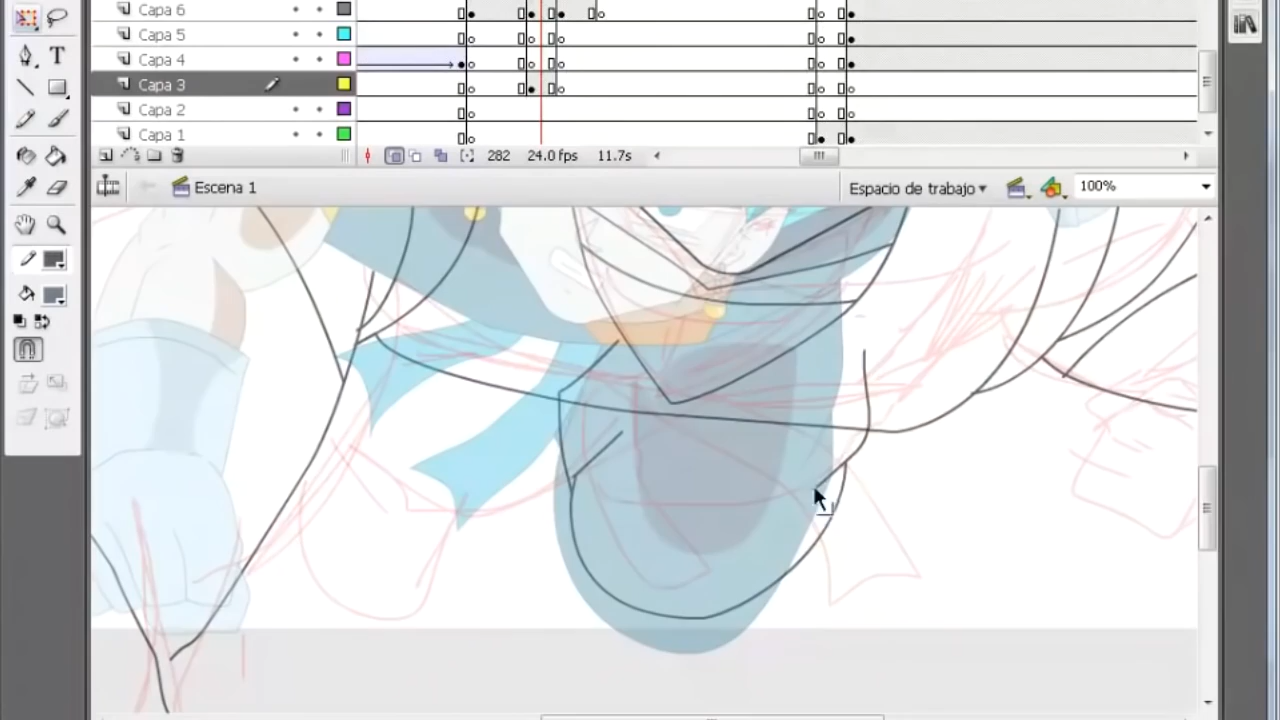 Capa 6
Capa 5
Capa 4
Capa 3
Capa 2
Capa 1
282 24.0 fps 11.7s
Escena 1
Espacio de trabajo
100%
T